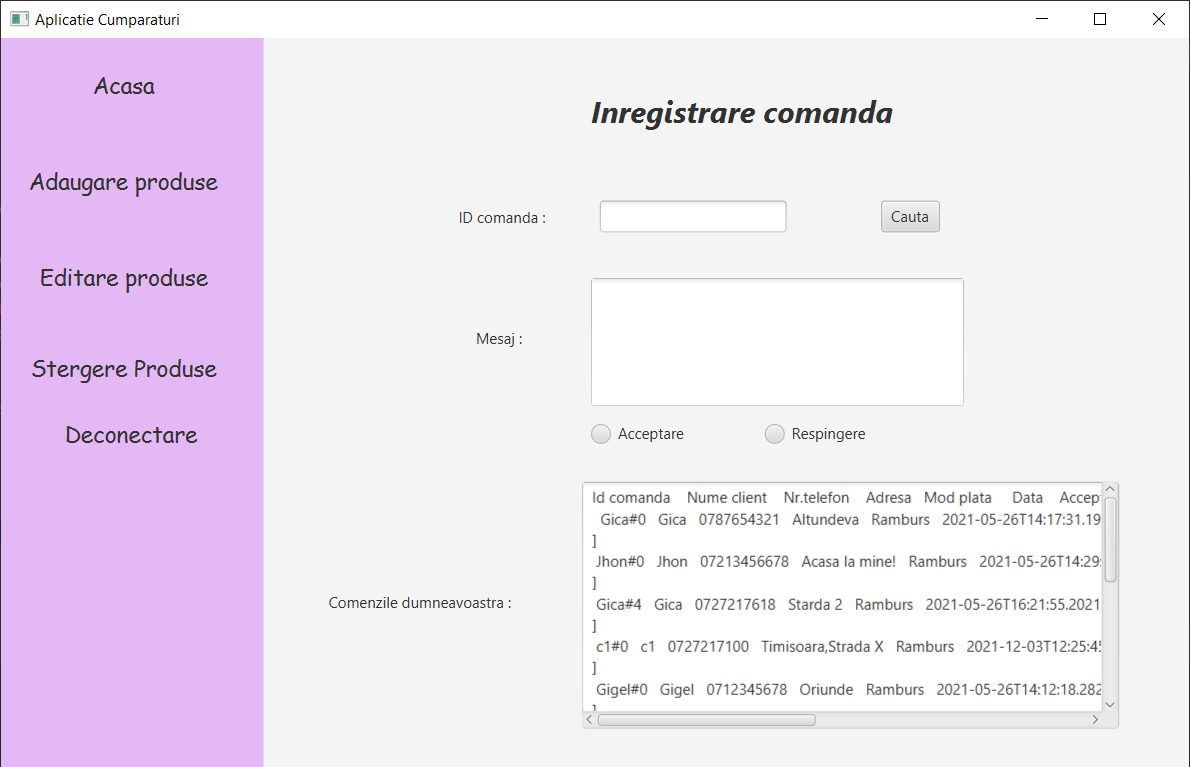 Aplicatie Cumparaturi
Acasa
Adaugare produse
Editare produse
Stergere Produse
Deconectare
Inregistrare comanda
ID comanda :
Cauta
Mesaj :
Acceptare
Respingere
Comenzile dumneavoastra :
Id comanda Nume client Nr.telefon Adresa Mod plata Data Accep
Gica#0 Gica 0787654321 Altundeva Ramburs 2021-05-26T14:17:31.19
]
Jhon#0 Jhon 07213456678 Acasa la mine! Ramburs 2021-05-26T14:29:
]
Gica#4 Gica 0727217618 Starda 2 Ramburs 2021-05-26T16:21:55.2021
]
c1#0 c1 0727217100 Timisoara,Strada X Ramburs 2021-12-03T12:25:45
]
Gigel#0 Gigel 0712345678 Oriunde Ramburs 2021-05-26T14:12:18.282
]